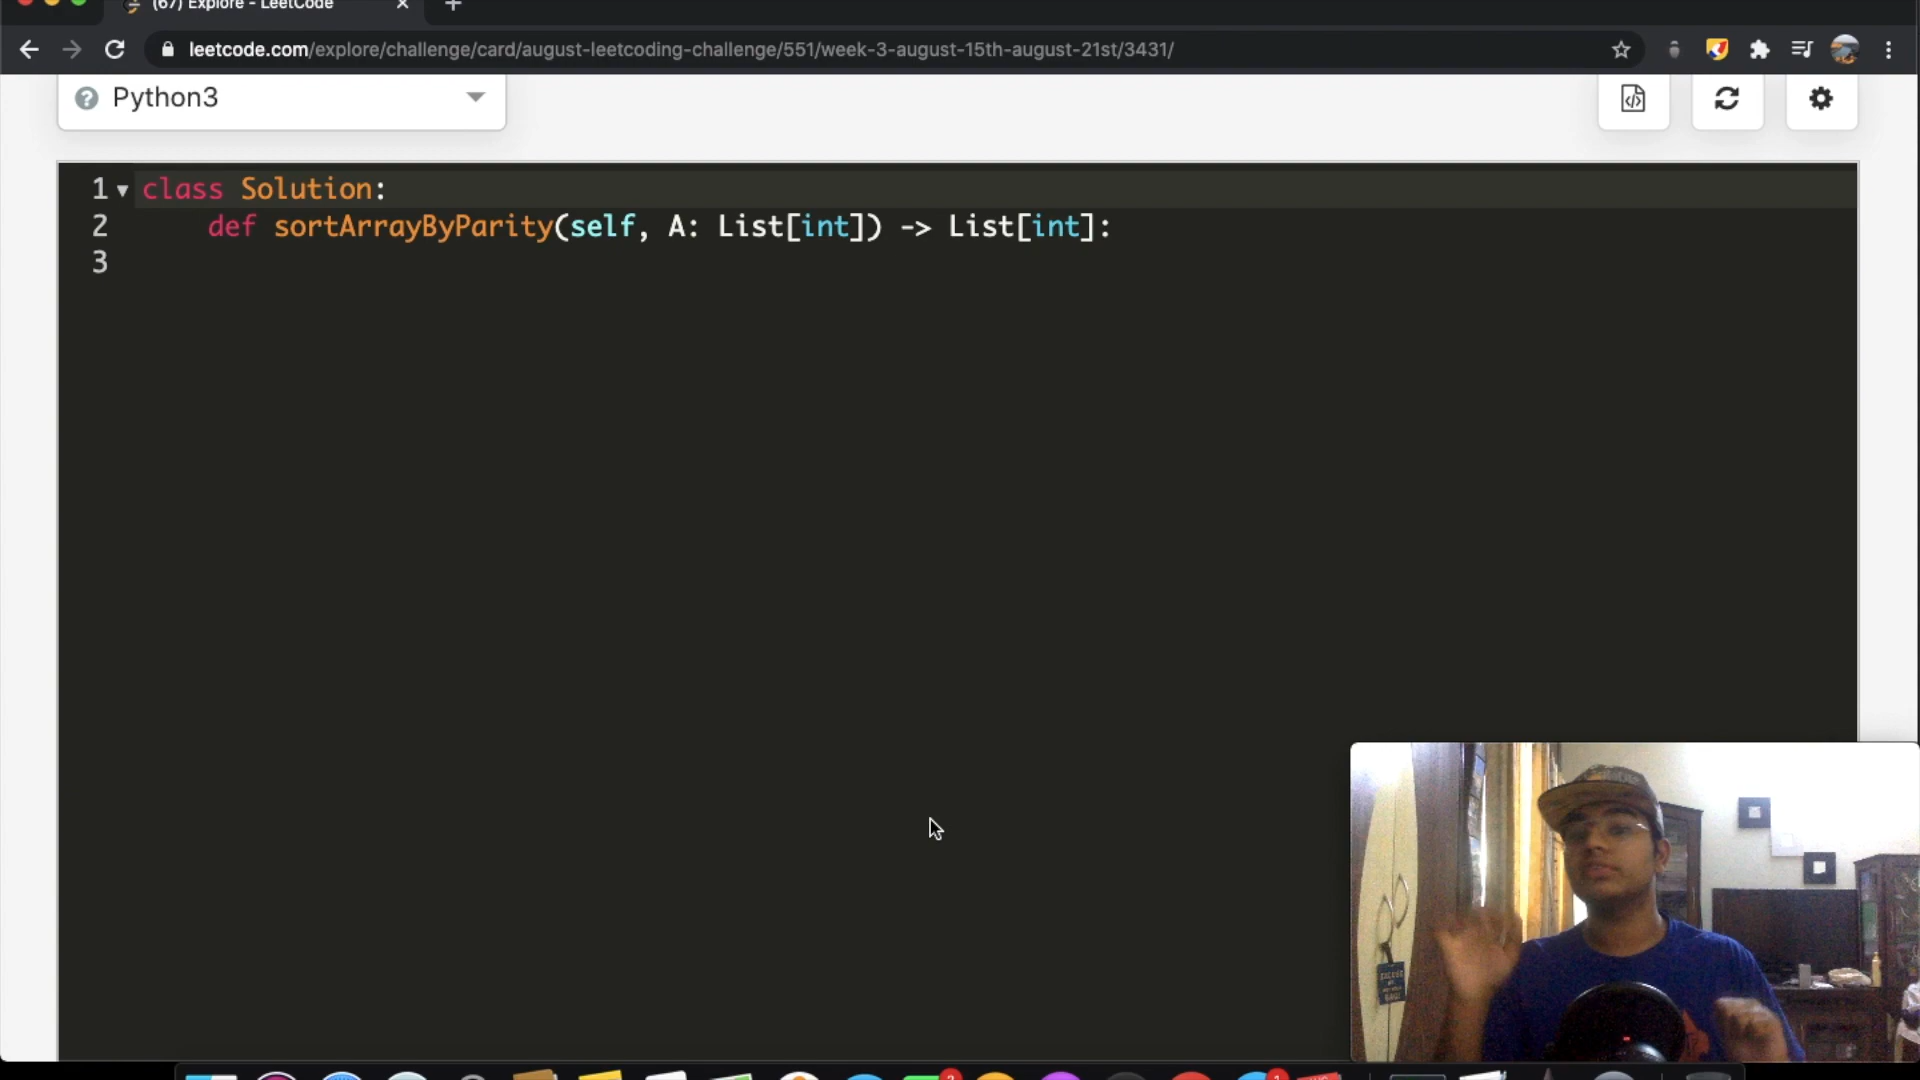 (67) Explore - LeetCode
leetcode.com/explore/challenge/card/august-leetcoding-challenge/551/week-3-august-15th-august-21st/3431/
Python3
1 class Solution:
2 def sortArrayByParity(self, A: List[int]) -> List[int]:
3